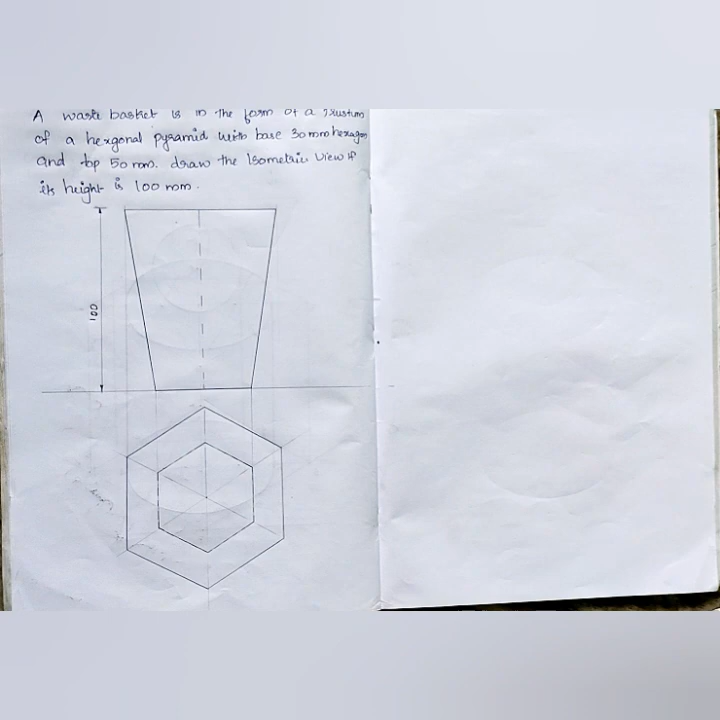 A waste basket is in the form of a frustum
of a hexgonal pyramid with base 30 mm hexagon
and top 50 mm. draw the Isometric view if
its height is 100 mm.
100